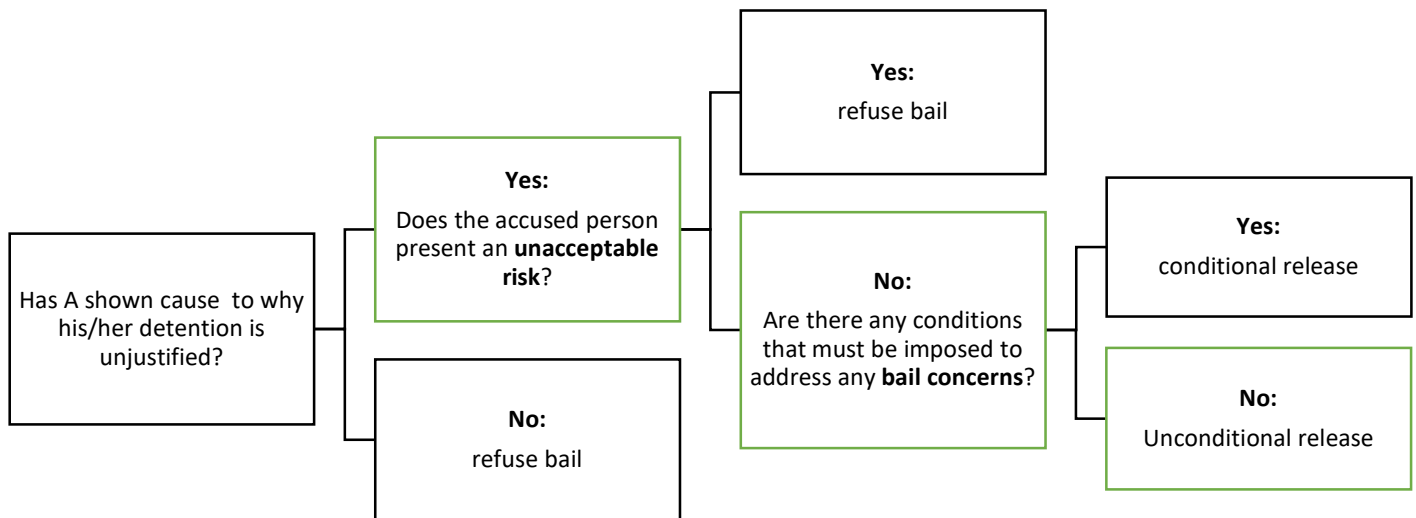 Has A shown cause to why
his/her detention is
unjustified?
Yes:
Does the accused person
present an unacceptable
risk?
No:
refuse bail
Yes:
refuse bail
No:
Are there any conditions
that must be imposed to
address any bail concerns?
Yes:
conditional release
No:
Unconditional release